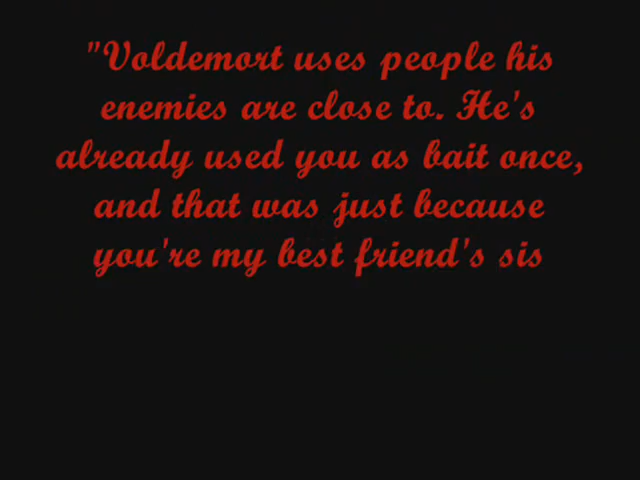 "Voldemort uses people his
enemies are close to. He's
already used you as bait once,
and that was just because
you're my best friend's sis